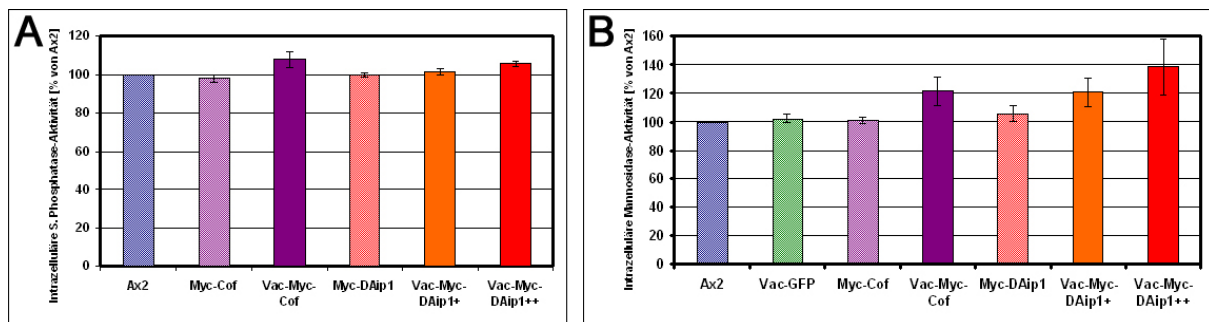 A
Intrazelluläre S. Phosphatase-Aktivität [% von Ax2]
120
100
80
60
40
20
0
Ax2
Myc-Cof
Vac-Myc-
Cof
Myc-DAip1
Vac-Myc-
DAip1+
Vac-Myc-
DAip1++
B
Intrazelluläre Mannosidase-Aktivität [% von Ax2]
160
140
120
100
80
60
40
20
0
Ax2
Vac-GFP
Myc-Cof
Vac-Myc-
Cof
Myc-DAip1
Vac-Myc-
DAip1+
Vac-Myc-
DAip1++